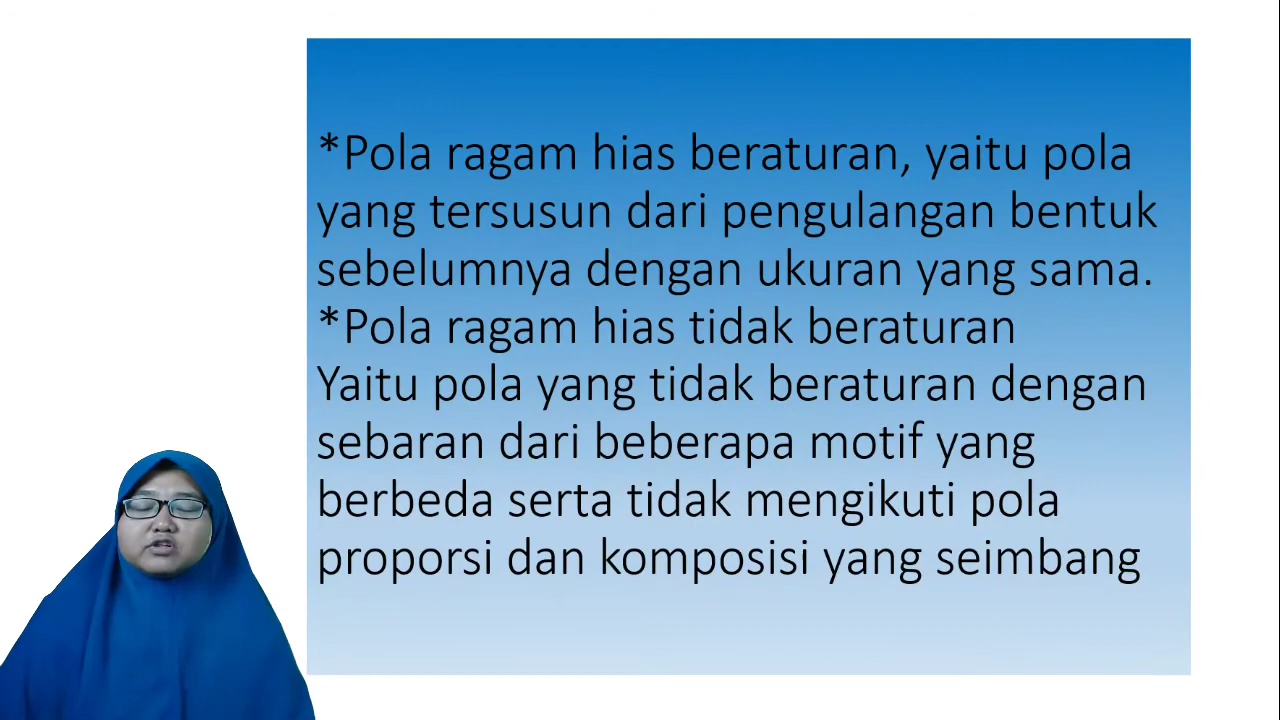 *Pola ragam hias beraturan, yaitu pola
yang tersusun dari pengulangan bentuk
sebelumnya dengan ukuran yang sama.
*Pola ragam hias tidak beraturan
Yaitu pola yang tidak beraturan dengan
sebaran dari beberapa motif yang
berbeda serta tidak mengikuti pola
proporsi dan komposisi yang seimbang